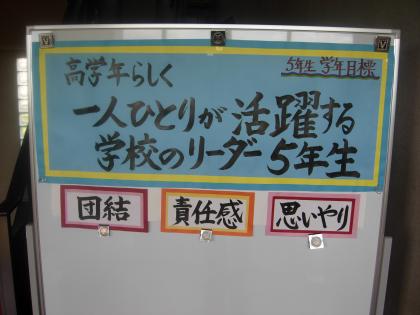 5年生 学年目標
高学年らしく
一人ひとりが活躍する
学校のリーダー5年生
団結
責任感
思いやり